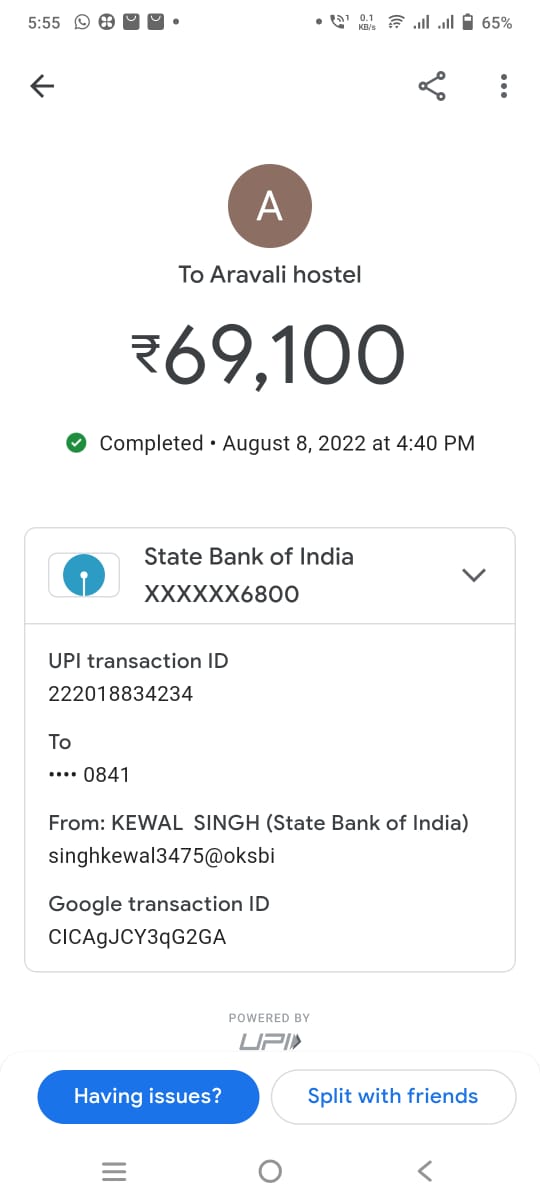 5:55
0.1
KB/s
65%
A
To Aravali hostel
₹69,100
Completed • August 8, 2022 at 4:40 PM
State Bank of India
XXXXXX6800
UPI transaction ID
222018834234
To
•••• 0841
From: KEWAL  SINGH (State Bank of India)
singhkewal3475@oksbi
Google transaction ID
CICAgJCY3qG2GA
POWERED BY
UPI
Having issues?
Split with friends